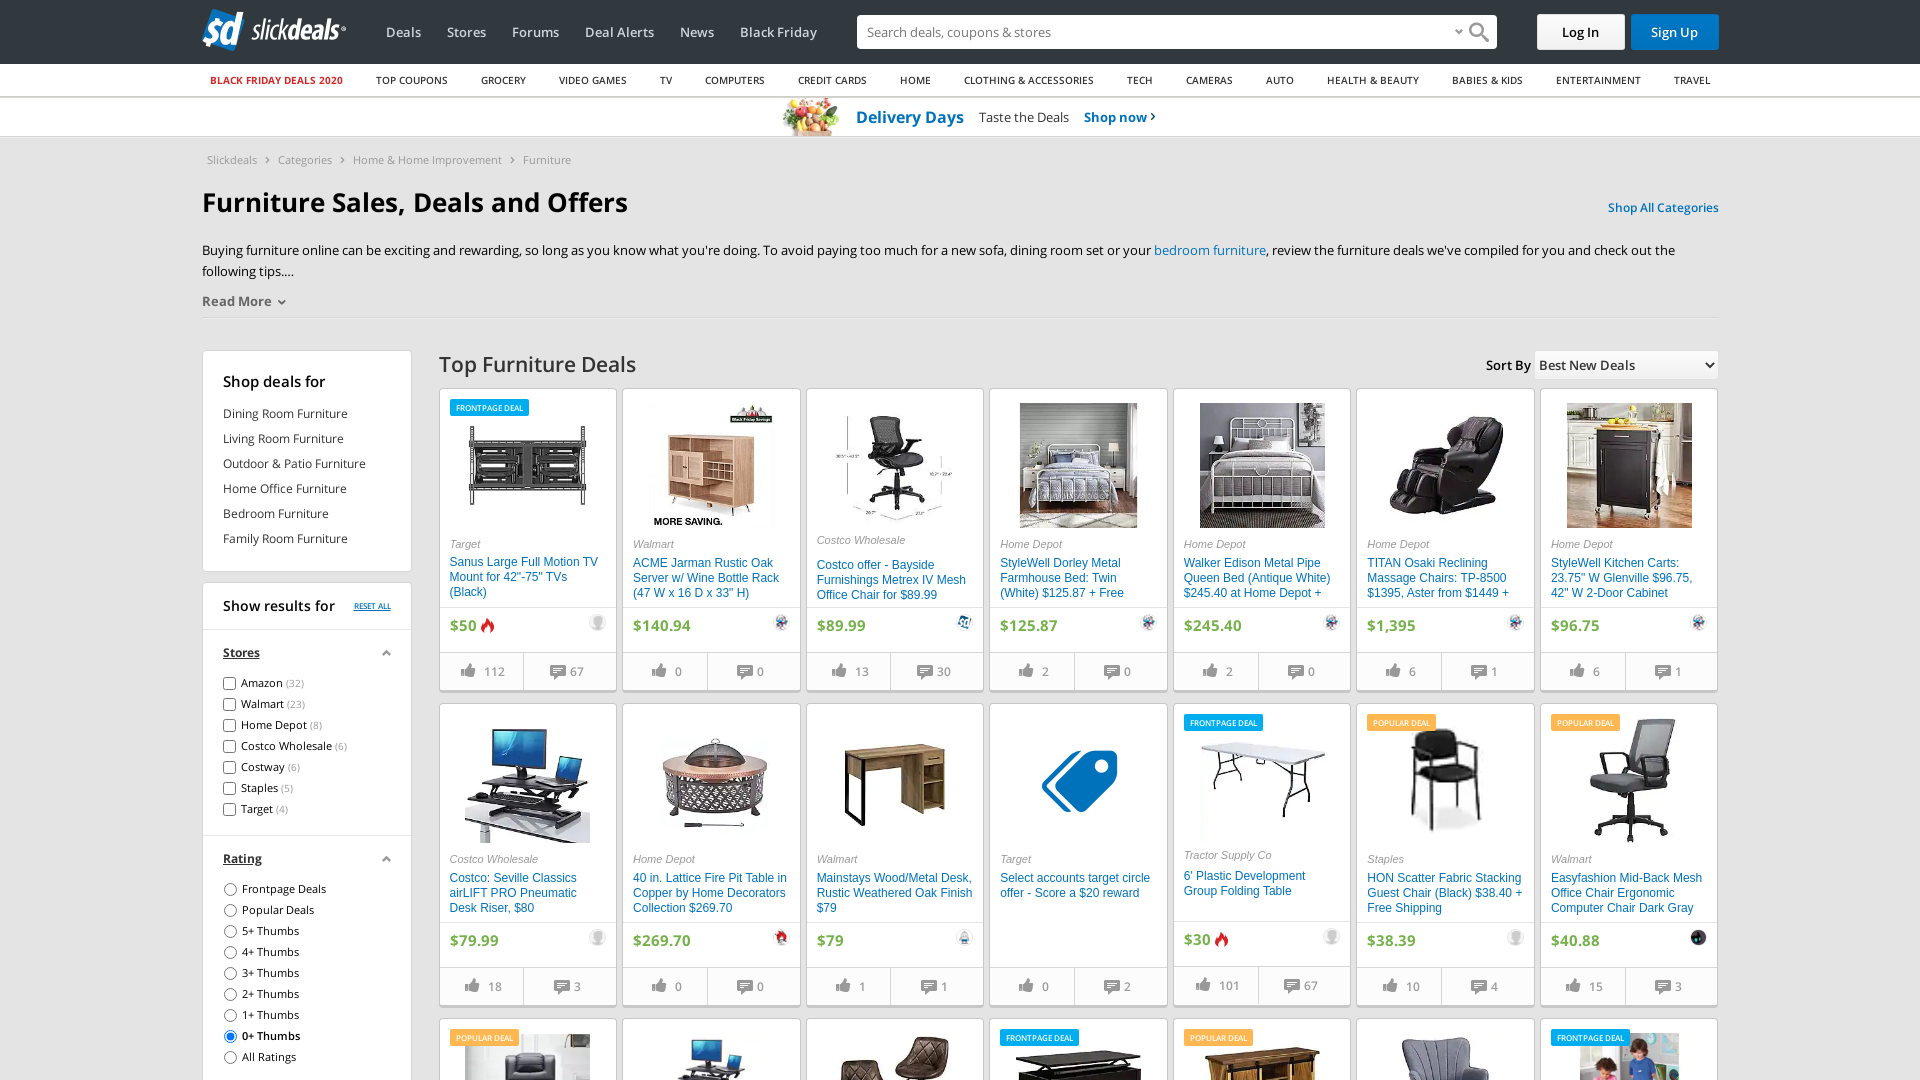 slickdeals
Deals
Stores
Forums
Deal Alerts
News
Black Friday
Search deals, coupons & stores
Log In
Sign Up
BLACK FRIDAY DEALS 2020
TOP COUPONS
GROCERY
VIDEO GAMES
TV
COMPUTERS
CREDIT CARDS
HOME
CLOTHING & ACCESSORIES
TECH
CAMERAS
AUTO
HEALTH & BEAUTY
BABIES & KIDS
ENTERTAINMENT
TRAVEL
Delivery Days Taste the Deals Shop now
Slickdeals > Categories > Home & Home Improvement > Furniture
Furniture Sales, Deals and Offers
Shop All Categories
Buying furniture online can be exciting and rewarding, so long as you know what you're doing. To avoid paying too much for a new sofa, dining room set or your bedroom furniture, review the furniture deals we've compiled for you and check out the
following tips....
Read More
Shop deals for
Dining Room Furniture
Living Room Furniture
Outdoor & Patio Furniture
Home Office Furniture
Bedroom Furniture
Family Room Furniture
Show results for
RESET ALL
Stores
Amazon (32)
Walmart (23)
Home Depot (8)
Costco Wholesale (6)
Costway (6)
Staples (5)
Target (4)
Rating
Frontpage Deals
Popular Deals
5+ Thumbs
4+ Thumbs
3+ Thumbs
2+ Thumbs
1+ Thumbs
0+ Thumbs
All Ratings
Top Furniture Deals
Sort By Best New Deals
FRONTPAGE DEAL
Target
Sanus Large Full Motion TV
Mount for 42"-75" TVs
(Black)
$50
112
67
MORE SAVING.
Walmart
ACME Jarman Rustic Oak
Server w/ Wine Bottle Rack
(47 W x 16 D x 33" H)
$140.94
0
0
Costco Wholesale
Costco offer - Bayside
Furnishings Metrex IV Mesh
Office Chair for $89.99
$89.99
13
30
Home Depot
StyleWell Dorley Metal
Farmhouse Bed: Twin
(White) $125.87 + Free
$125.87
2
0
Home Depot
Walker Edison Metal Pipe
Queen Bed (Antique White)
$245.40 at Home Depot +
$245.40
2
0
Home Depot
TITAN Osaki Reclining
Massage Chairs: TP-8500
$1395, Aster from $1449 +
$1,395
6
1
Home Depot
StyleWell Kitchen Carts:
23.75" W Glenville $96.75,
42" W 2-Door Cabinet
$96.75
6
1
Costco Wholesale
Costco: Seville Classics
airLIFT PRO Pneumatic
Desk Riser, $80
$79.99
18
3
Home Depot
40 in. Lattice Fire Pit Table in
Copper by Home Decorators
Collection $269.70
$269.70
0
0
Walmart
Mainstays Wood/Metal Desk,
Rustic Weathered Oak Finish
$79
$79
1
1
Target
Select accounts target circle
offer - Score a $20 reward
0
2
FRONTPAGE DEAL
Tractor Supply Co
6' Plastic Development
Group Folding Table
$30
101
67
POPULAR DEAL
Staples
HON Scatter Fabric Stacking
Guest Chair (Black) $38.40 +
Free Shipping
$38.39
10
4
POPULAR DEAL
Walmart
Easyfashion Mid-Back Mesh
Office Chair Ergonomic
Computer Chair Dark Gray
$40.88
15
3
POPULAR DEAL
FRONTPAGE DEAL
POPULAR DEAL
FRONTPAGE DEAL